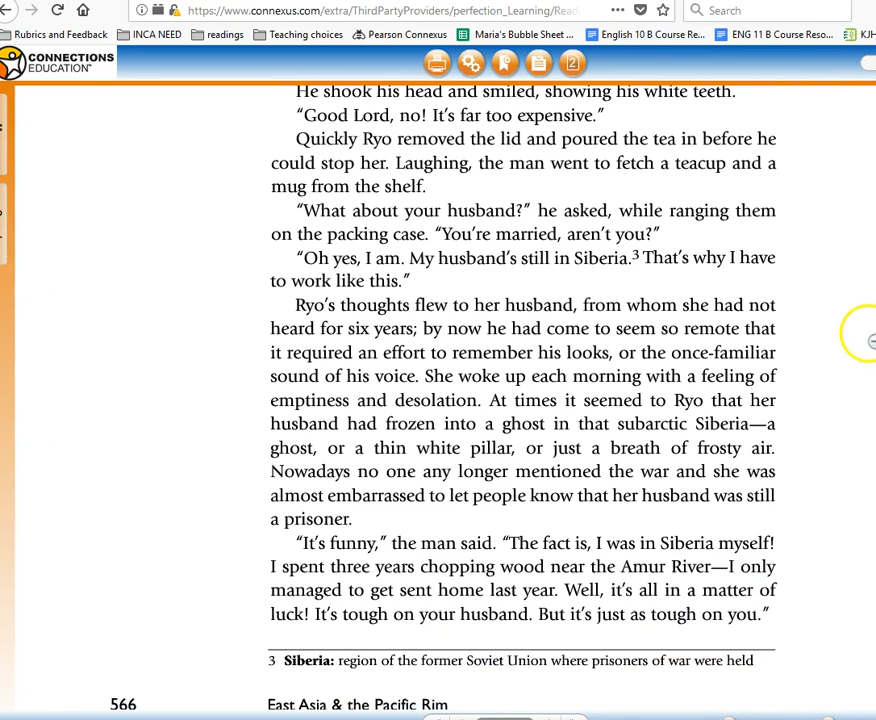 https://www.connexus.com/extra/ThirdPartyProviders/perfection_Learning/Read
Search
Rubrics and Feedback
INCA NEED
readings
Teaching choices
Pearson Connexus
Maria's Bubble Sheet ...
English 10 B Course Re...
ENG 11 B Course Reso...
KJH
CONNECTIONS
EDUCATION™
2
He shook his head and smiled, showing his white teeth.
“Good Lord, no! It’s far too expensive.”
Quickly Ryo removed the lid and poured the tea in before he
could stop her. Laughing, the man went to fetch a teacup and a
mug from the shelf.
“What about your husband?” he asked, while ranging them
on the packing case. “You’re married, aren’t you?”
“Oh yes, I am. My husband’s still in Siberia.3 That’s why I have
to work like this.”
Ryo’s thoughts flew to her husband, from whom she had not
heard for six years; by now he had come to seem so remote that
it required an effort to remember his looks, or the once-familiar
sound of his voice. She woke up each morning with a feeling of
emptiness and desolation. At times it seemed to Ryo that her
husband had frozen into a ghost in that subarctic Siberia—a
ghost, or a thin white pillar, or just a breath of frosty air.
Nowadays no one any longer mentioned the war and she was
almost embarrassed to let people know that her husband was still
a prisoner.
“It’s funny,” the man said. “The fact is, I was in Siberia myself!
I spent three years chopping wood near the Amur River—I only
managed to get sent home last year. Well, it’s all in a matter of
luck! It’s tough on your husband. But it’s just as tough on you.”
3 Siberia: region of the former Soviet Union where prisoners of war were held
566 East Asia & the Pacific Rim